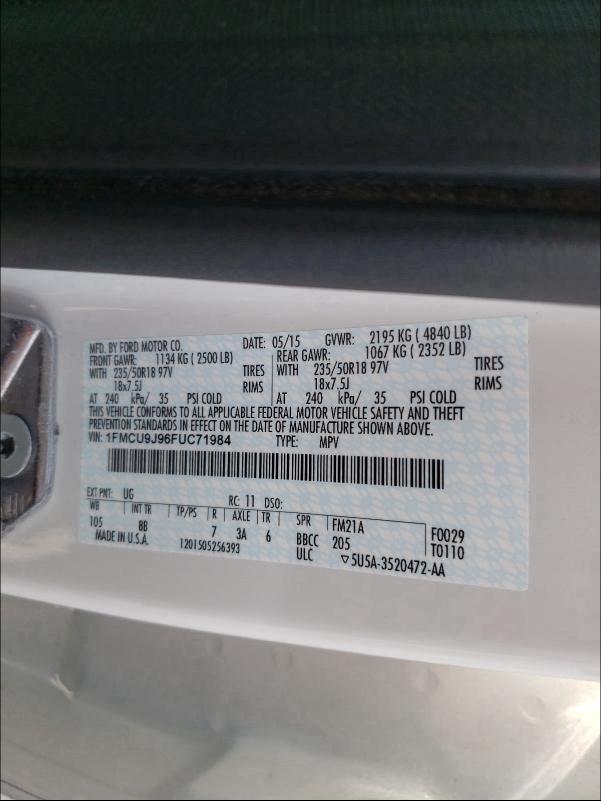 MFD. BY FORD MOTOR CO. DATE: 05/15 GVWR: 2195 KG ( 4840 LB)
FRONT GAWR: 1134 KG ( 2500 LB) REAR GAWR: 1067 KG ( 2352 LB)
WITH 235/50R18 97V TIRES WITH 235/50R18 97V TIRES
18x7.5J RIMS 18x7.5J RIMS
AT 240 kPa/ 35 PSI COLD AT 240 kPa/ 35 PSI COLD
THIS VEHICLE CONFORMS TO ALL APPLICABLE FEDERAL MOTOR VEHICLE SAFETY AND THEFT
PREVENTION STANDARDS IN EFFECT ON THE DATE OF MANUFACTURE SHOWN ABOVE.
VIN: 1FMCU9J96FUC71984 TYPE: MPV
EXT PNT: UG RC: 11 DSO:
WB INT TR TP/PS R AXLE TR SPR FM21A F0029
105 8B 7 3A 6 BBCC 205 T0110
MADE IN U.S.A. 1201505256393 ULC ▽5U5A-3520472-AA